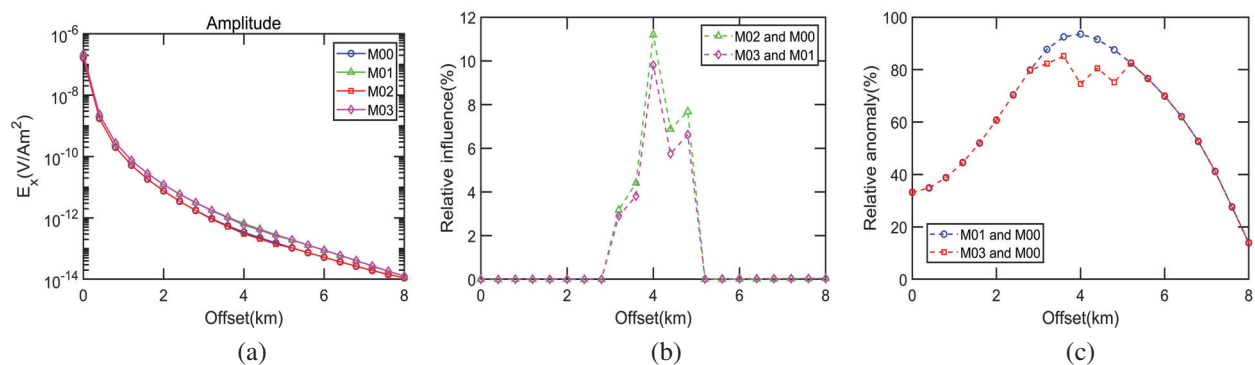 Amplitude
10-6
10-8
10-10
10-12
10-14
Ex(V/Am2)
M00
M01
M02
M03
0 2 4 6 8
Offset(km)
(a)
12
10
8
6
4
2
0
Relative influence(%)
M02 and M00
M03 and M01
0 2 4 6 8
Offset(km)
(b)
100
80
60
40
20
0
Relative anomaly(%)
M01 and M00
M03 and M00
0 2 4 6 8
Offset(km)
(c)